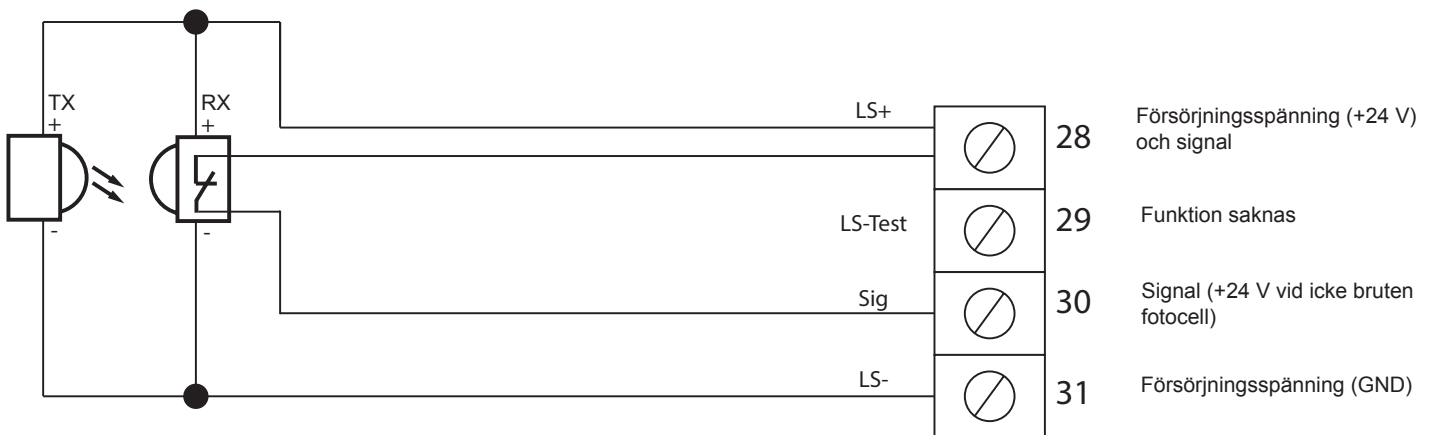 TX
+
-
RX
+
-
LS+
28
Försörjningsspänning (+24 V)
och signal
LS-Test
29
Funktion saknas
Sig
30
Signal (+24 V vid icke bruten
fotocell)
LS-
31
Försörjningsspänning (GND)